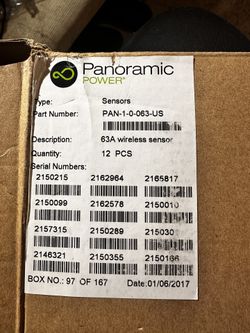 Panoramic
POWER®
Type: Sensors
Part Number: PAN-1-0-063-US
Description: 63A wireless sensor
Quantity: 12 PCS
Serial Numbers:
2150215 2162964 2165817
2150099 2162578 2150010
2157315 2150289 215030
2146321 2150355 2150166
BOX NO.: 97 OF 167 Date:01/06/2017